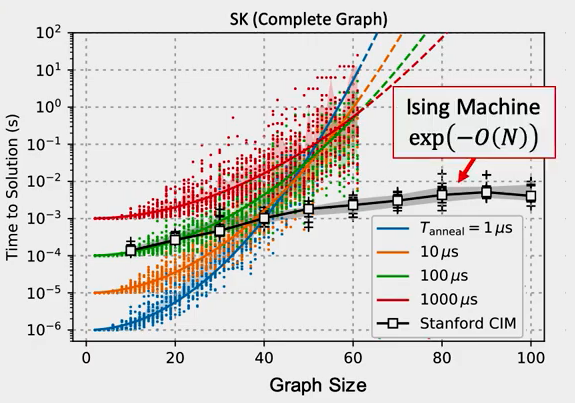 SK (Complete Graph)
10²
10¹
10⁰
10⁻¹
10⁻²
10⁻³
10⁻⁴
10⁻⁵
10⁻⁶
Time to Solution (s)
Ising Machine
exp(−O(N))
T_anneal = 1 μs
10 μs
100 μs
1000 μs
Stanford CIM
0 20 40 60 80 100
Graph Size